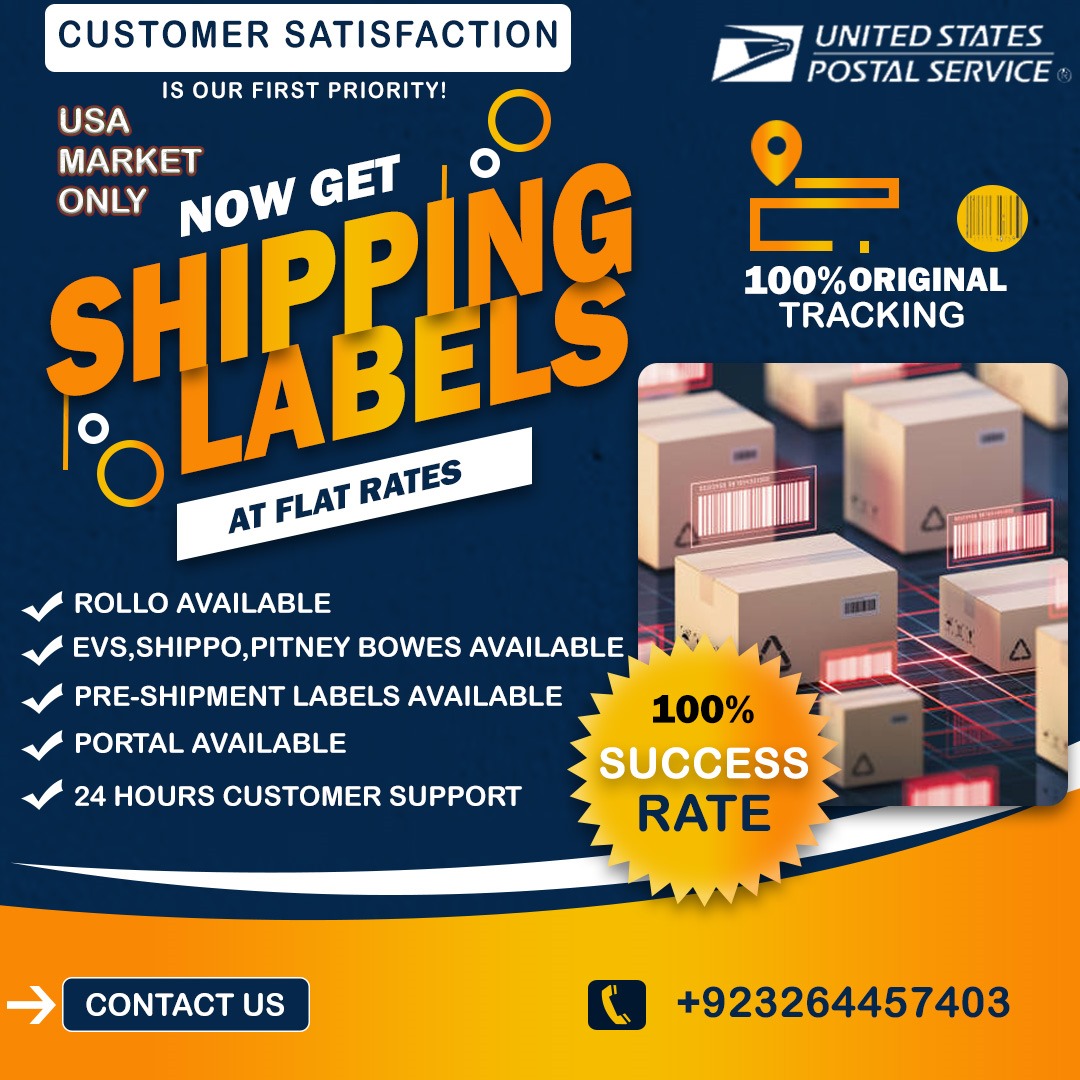 CUSTOMER SATISFACTION
IS OUR FIRST PRIORITY!
UNITED STATES
POSTAL SERVICE®
USA
MARKET
ONLY
NOW GET
SHIPPING
LABELS
AT FLAT RATES
100%ORIGINAL
TRACKING
ROLLO AVAILABLE
EVS,SHIPPO,PITNEY BOWES AVAILABLE
PRE-SHIPMENT LABELS AVAILABLE
PORTAL AVAILABLE
24 HOURS CUSTOMER SUPPORT
100%
SUCCESS
RATE
CONTACT US
+923264457403